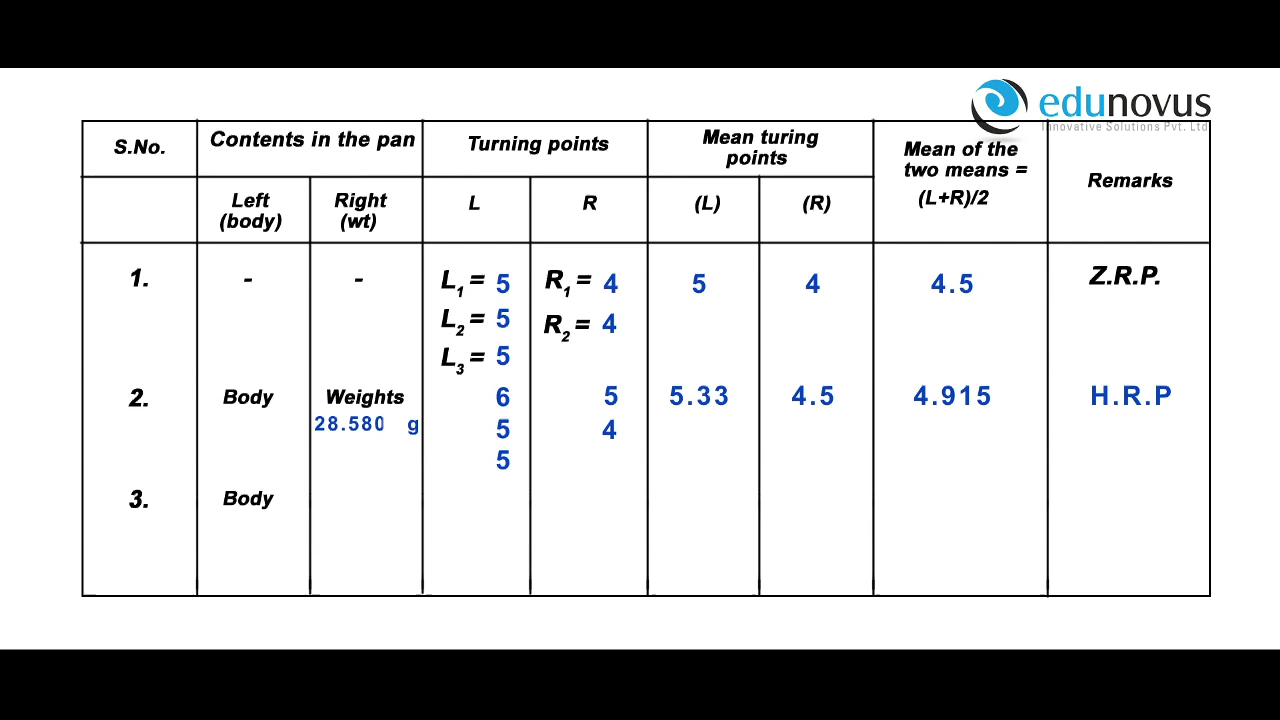 edunovus
Innovative Solutions Pvt. Ltd
S.No. Contents in the pan Turning points Mean turing points Mean of the two means = (L+R)/2 Remarks
Left (body) Right (wt) L R (L) (R)
1. - - L1 = 5 R1 = 4 5 4 4.5 Z.R.P.
L2 = 5 R2 = 4
L3 = 5
2. Body Weights 6 5 5.33 4.5 4.915 H.R.P
28.580 g 5 4
5
3. Body